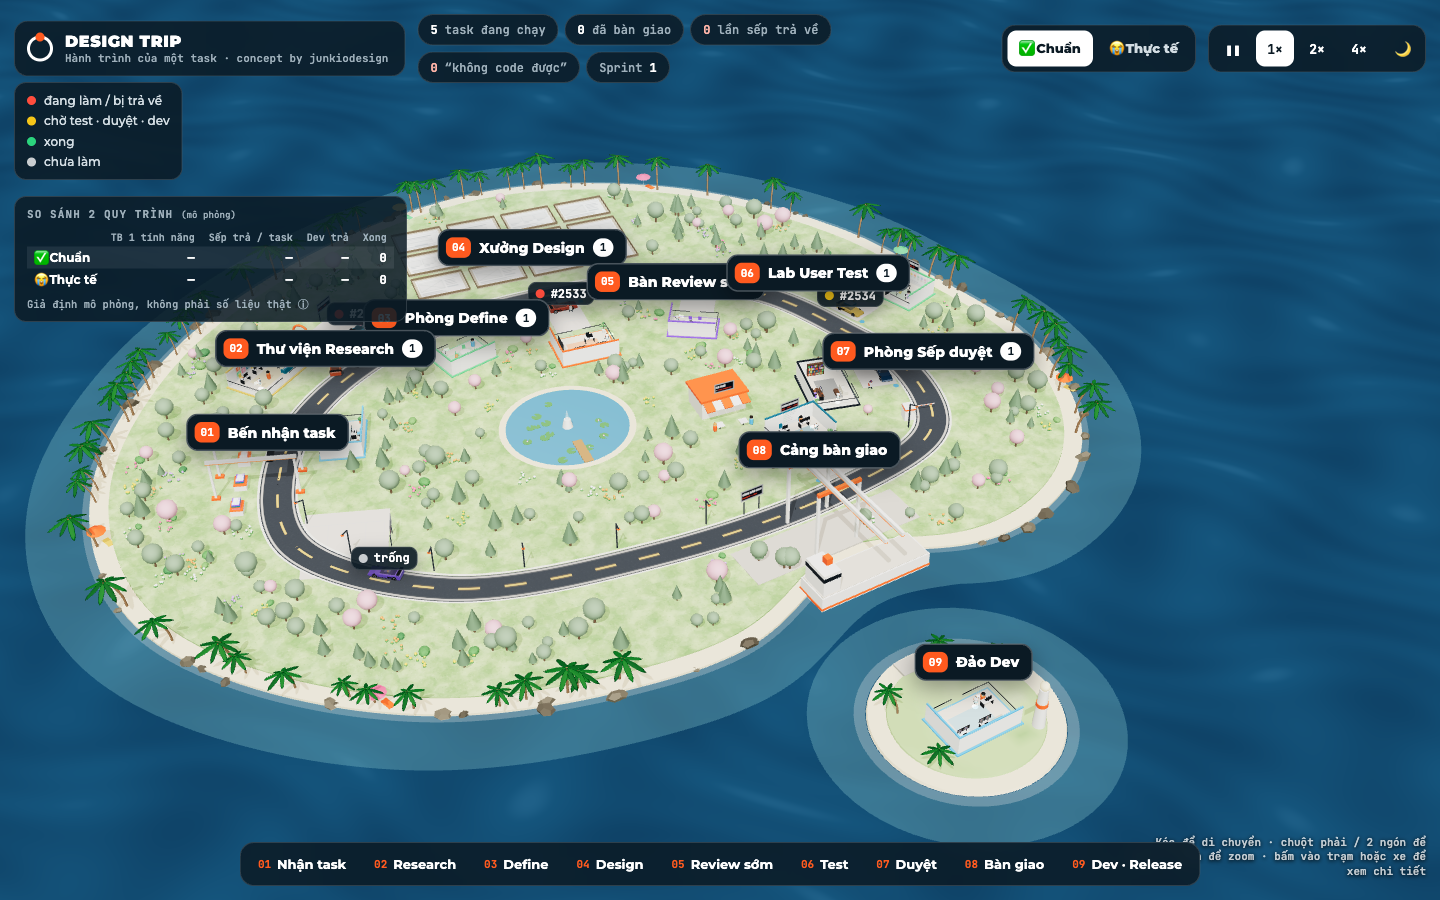 DESIGN TRIP
Hành trình của một task · concept by junkiodesign
5 task đang chạy
0 đã bàn giao
0 lần sếp trả về
0 “không code được”
Sprint 1
Chuẩn
Thực tế
1×
2×
4×
đang làm / bị trả về
chờ test · duyệt · dev
xong
chưa làm
SO SÁNH 2 QUY TRÌNH (mô phỏng)
TB 1 tính năng Sếp trả / task Dev trả Xong
Chuẩn – – – 0
Thực tế – – – 0
Giả định mô phỏng, không phải số liệu thật ⓘ
04 Xưởng Design 1
05 Bàn Review
06 Lab User Test 1
#2533
#2534
03 Phòng Define 1
02 Thư viện Research 1
07 Phòng Sếp duyệt 1
01 Bến nhận task
08 Cảng bàn giao
trống
09 Đảo Dev
Kéo để di chuyển · chuột phải / 2 ngón để
để zoom · bấm vào trạm hoặc xe để
xem chi tiết
01 Nhận task
02 Research
03 Define
04 Design
05 Review sớm
06 Test
07 Duyệt
08 Bàn giao
09 Dev · Release